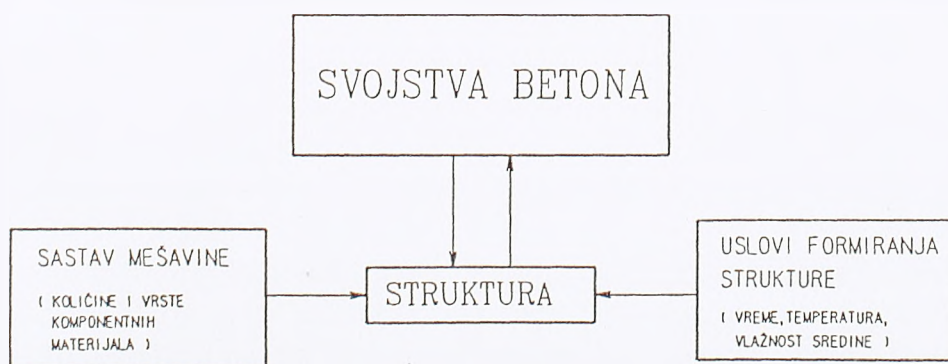 SVOJSTVA BETONA
SASTAV MEŠAVINE
( KOLIČINE I VRSTE
KOMPONENTNIH
MATERIJALA )
STRUKTURA
USLOVI FORMIRANJA
STRUKTURE
( VREME, TEMPERATURA,
VLAŽNOST SREDINE )